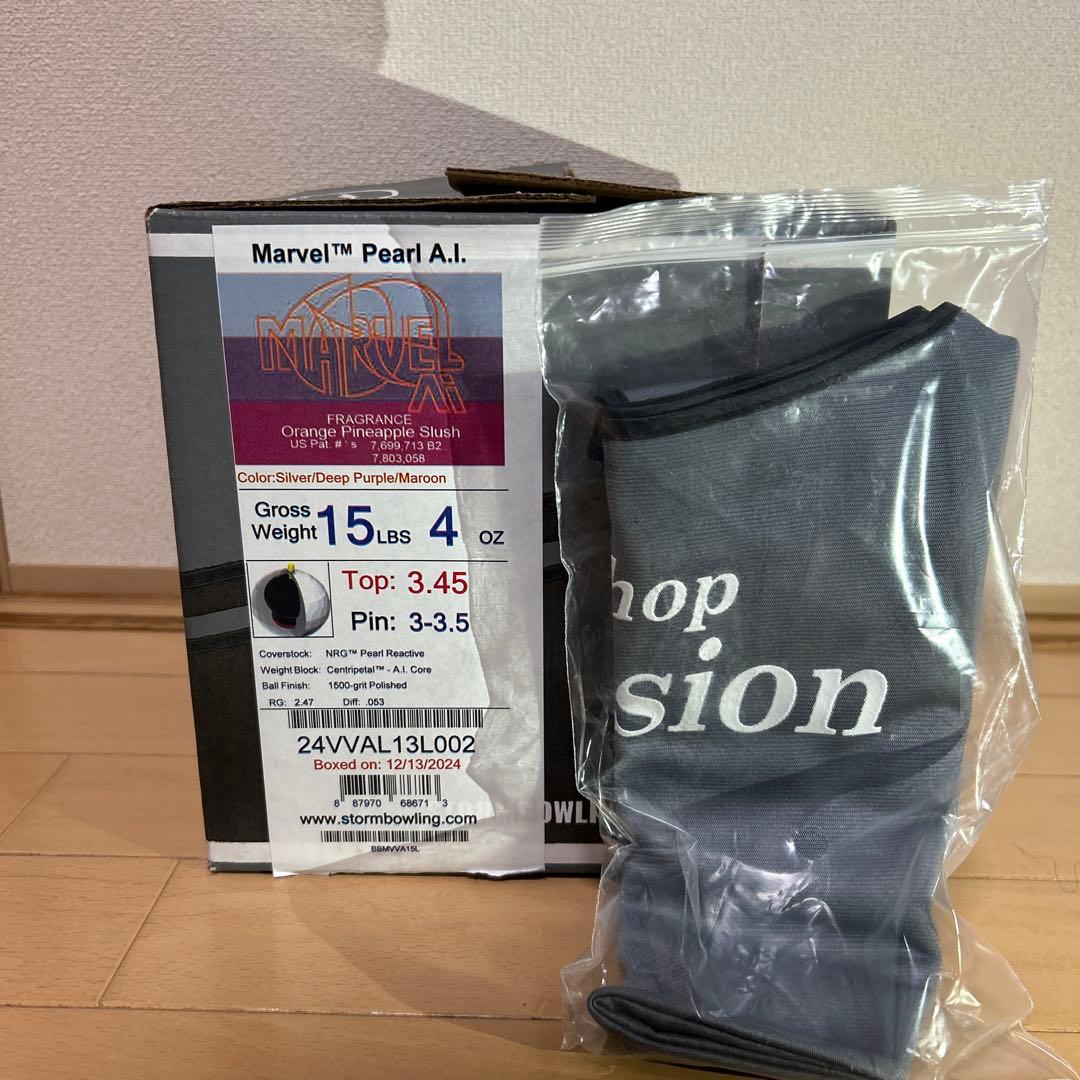 Marvel™ Pearl A.I.
MARVEL
AI
FRAGRANCE
Orange Pineapple Slush
US Pat. #`s 7,699,713 B2
7,803,058
Color:Silver/Deep Purple/Maroon
Gross Weight 15 LBS 4 OZ
Top: 3.45
Pin: 3-3.5
Coverstock: NRG™ Pearl Reactive
Weight Block: Centripetal™ - A.I. Core
Ball Finish: 1500-grit Polished
RG: 2.47 Diff: .053
24VVAL13L002
Boxed on: 12/13/2024
8 87970 68671 3
www.stormbowling.com
BBMVVA15L
hop
sion